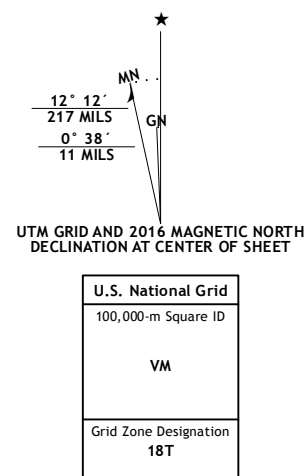 ★
MN
12° 12´
217 MILS
GN
0° 38´
11 MILS
UTM GRID AND 2016 MAGNETIC NORTH
DECLINATION AT CENTER OF SHEET
U.S. National Grid
100,000-m Square ID
VM
Grid Zone Designation
18T